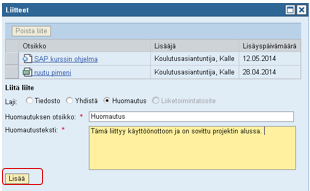 Liitteet
Poista liite
Otsikko Lisääjä Lisäyspäivämäärä
SAP kurssin ohjelma Koulutusasiantuntija, Kalle 12.05.2014
ruutu pimeni Koulutusasiantuntija, Kalle 28.04.2014
Liitä liite
Laji: Tiedosto Yhdistä Huomautus Liiketoimintatosite
Huomautuksen otsikko: * Huomautus
Huomautusteksti: * Tämä liittyy käyttöönottoon ja on sovittu projektin alussa.
Lisää